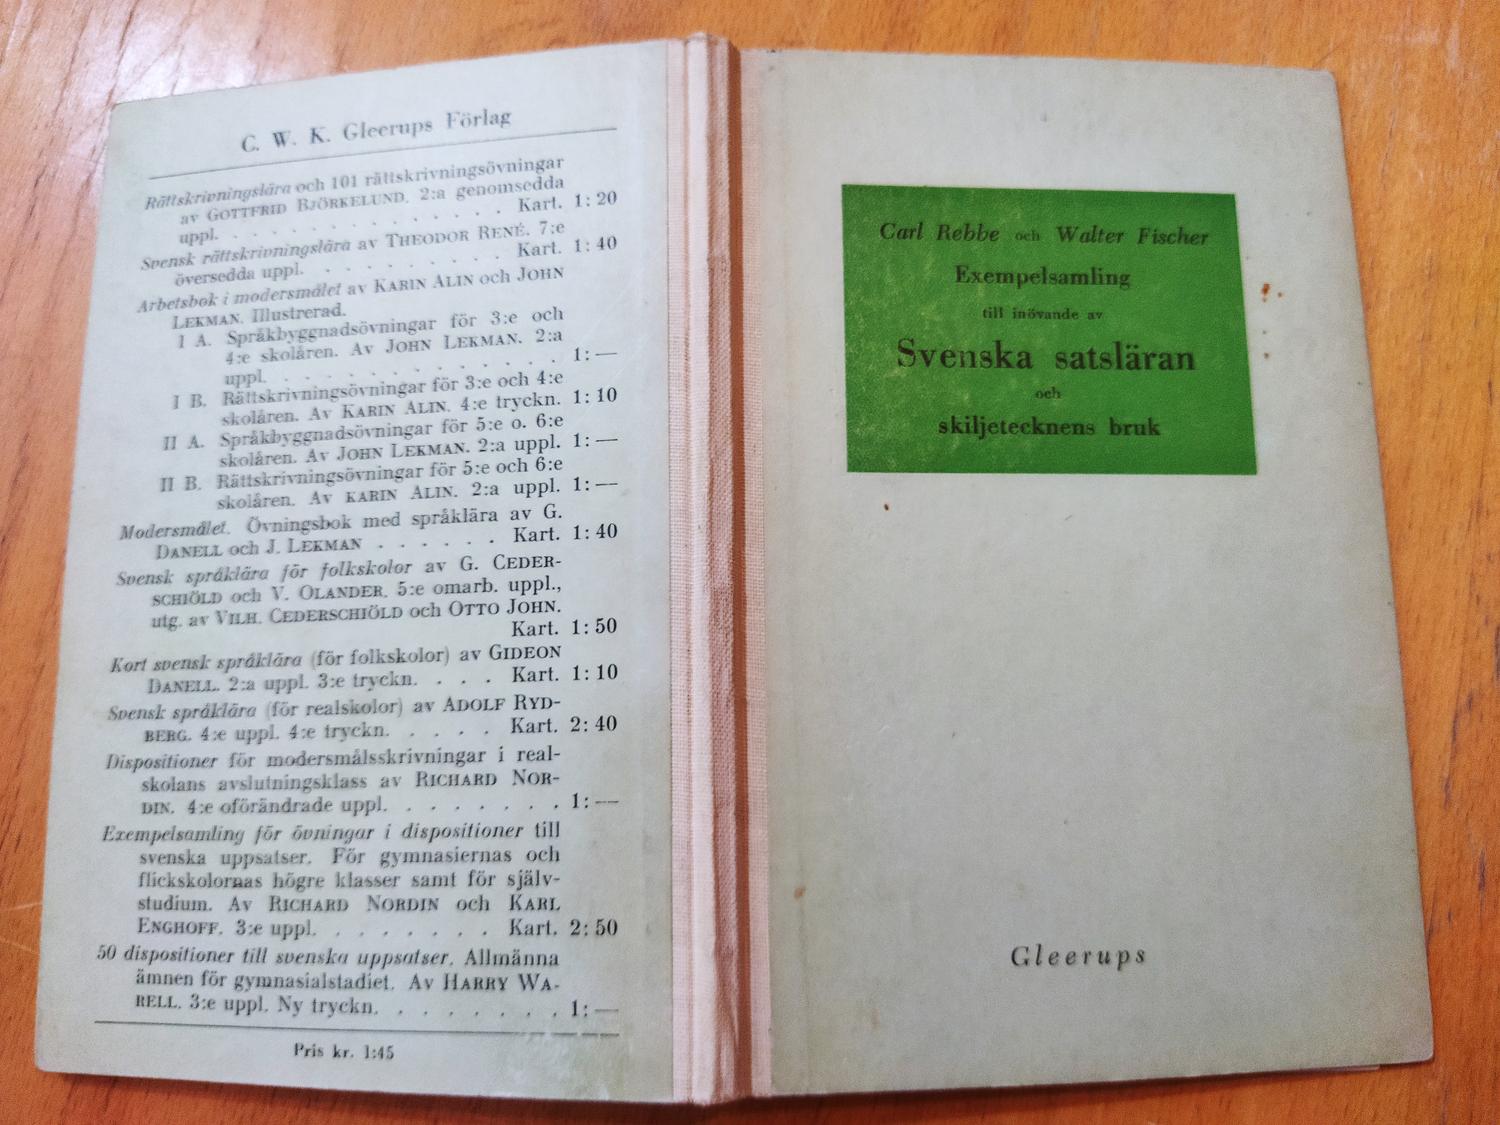 C. W. K. Gleerups Förlag
Rättskrivningslära och 101 rättskrivningsövningar
av GOTTFRID BJÖRKELUND. 2:a genomsedda
uppl. . . . . . . . . . . Kart. 1: 20
Svensk rättskrivningslära av THEODOR RENÉ. 7:e
översedda uppl. . . . . . . . . Kart. 1: 40
Arbetsbok i modersmålet av KARIN ALIN och JOHN
LEKMAN. Illustrerad.
I A. Språkbyggnadsövningar för 3:e och
4:e skolåren. Av JOHN LEKMAN. 2:a
uppl. . . . . . . . . . . . 1: —
I B. Rättskrivningsövningar för 3:e och 4:e
skolåren. Av KARIN ALIN. 4:e tryckn. 1: 10
II A. Språkbyggnadsövningar för 5:e o. 6:e
skolåren. Av JOHN LEKMAN. 2:a uppl. 1: —
II B. Rättskrivningsövningar för 5:e och 6:e
skolåren. Av KARIN ALIN. 2:a uppl. 1: —
Modersmålet. Övningsbok med språklära av G.
DANELL och J. LEKMAN . . . . . . Kart. 1: 40
Svensk språklära för folkskolor av G. CEDER-
SCHIÖLD och V. OLANDER. 5:e omarb. uppl.,
utg. av VILH. CEDERSCHIÖLD och OTTO JOHN.
Kart. 1: 50
Kort svensk språklära (för folkskolor) av GIDEON
DANELL. 2:a uppl. 3:e tryckn. . . . Kart. 1: 10
Svensk språklära (för realskolor) av ADOLF RYD-
BERG. 4:e uppl. 4:e tryckn. . . . . Kart. 2: 40
Dispositioner för modersmålsskrivningar i real-
skolans avslutningsklass av RICHARD NOR-
DIN. 4:e oförändrade uppl. . . . . . . . 1: —
Exempelsamling för övningar i dispositioner till
svenska uppsatser. För gymnasiernas och
flickskolornas högre klasser samt för själv-
studium. Av RICHARD NORDIN och KARL
ENGHOFF. 3:e uppl. . . . . . . . Kart. 2: 50
50 dispositioner till svenska uppsatser. Allmänna
ämnen för gymnasialstadiet. Av HARRY WA-
RELL. 3:e uppl. Ny tryckn. . . . . . . . 1: —
Pris kr. 1:45
Carl Rebbe och Walter Fischer
Exempelsamling
till inövande av
Svenska satsläran
och
skiljetecknens bruk
Gleerups